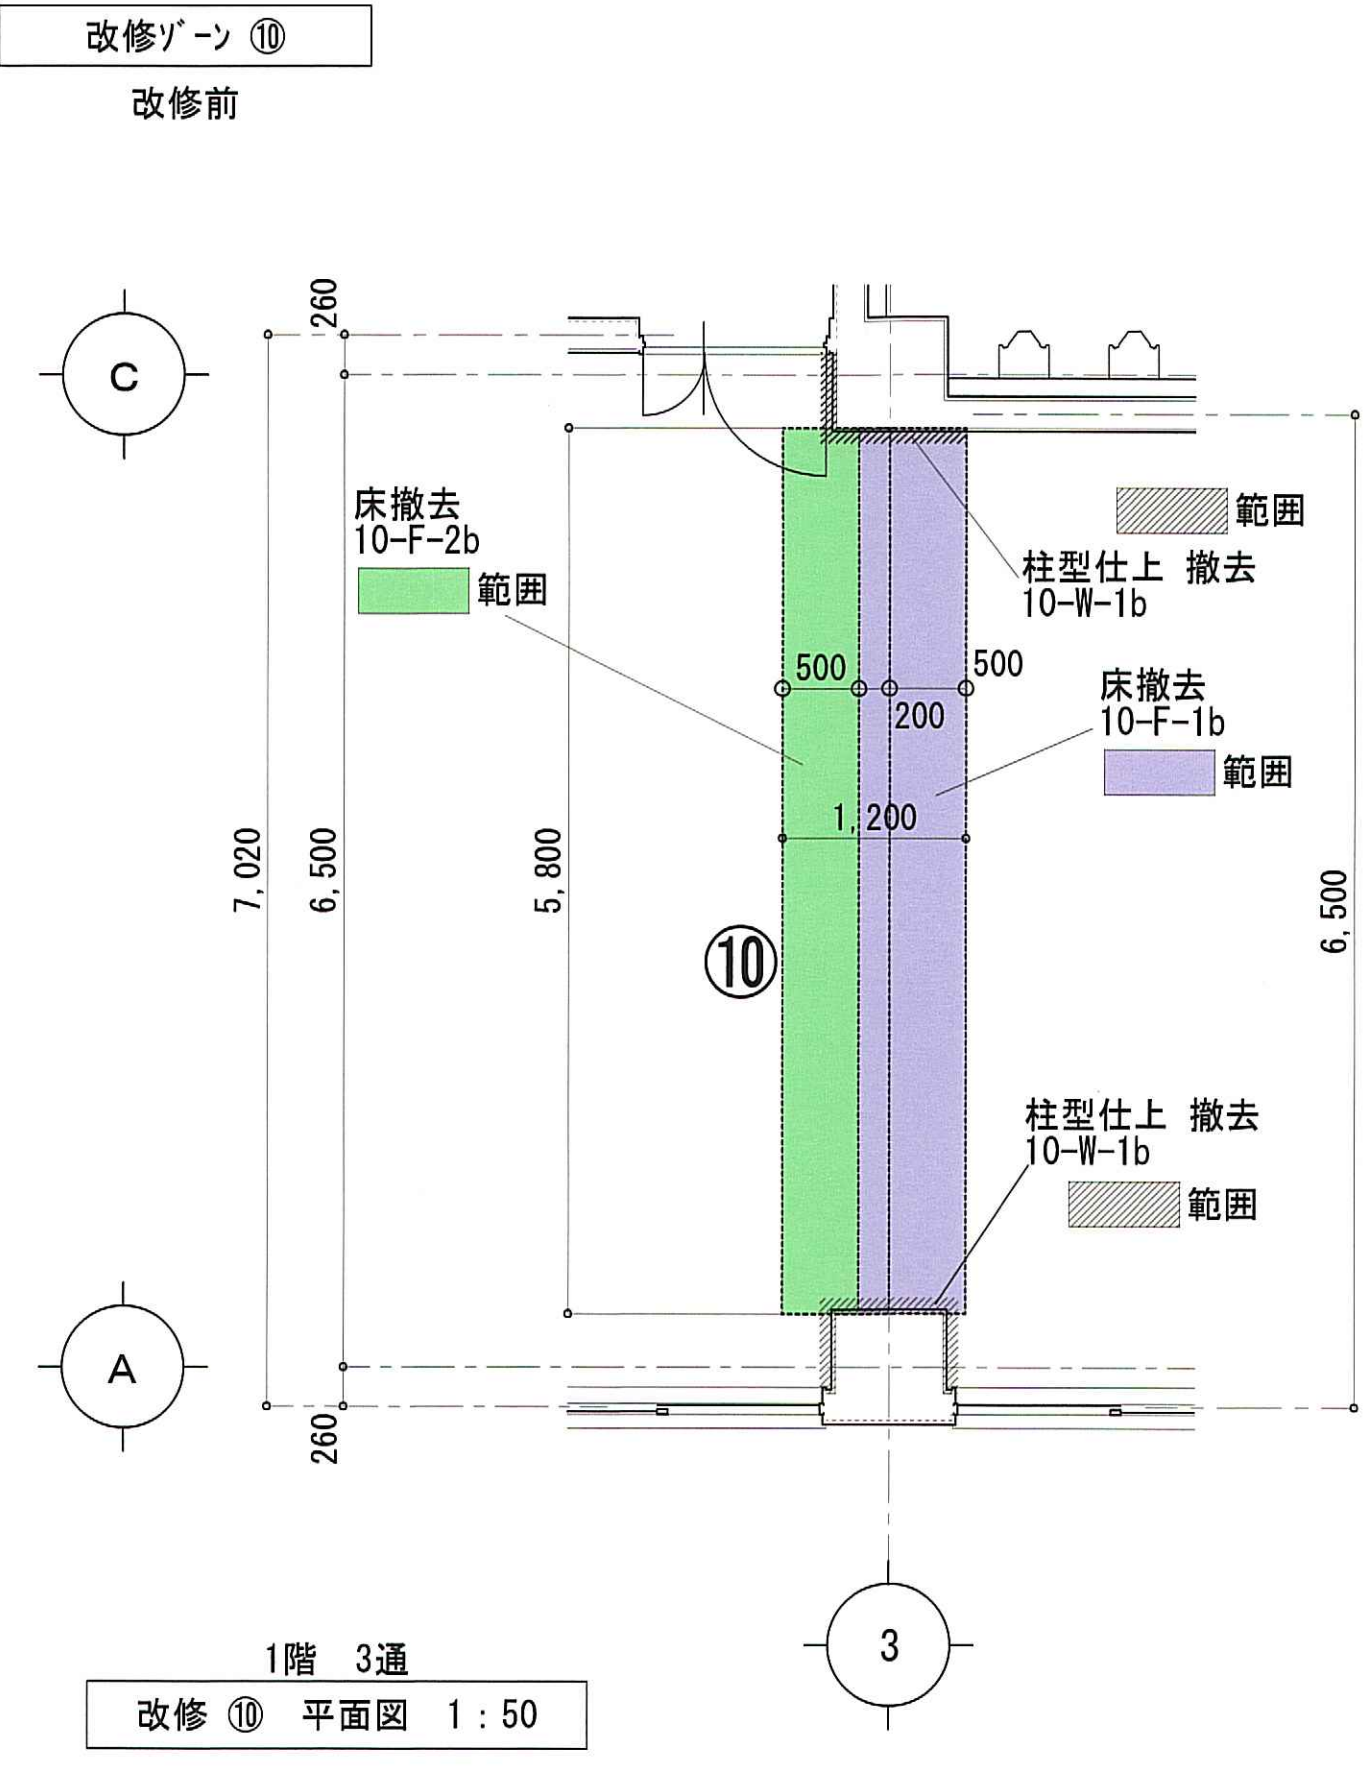 改修ｿﾞｰﾝ ⑩
改修前
260
C
床撤去
10-F-2b
範囲
範囲
柱型仕上 撤去
10-W-1b
500
500
200
床撤去
10-F-1b
範囲
1,200
7,020
6,500
5,800
6,500
⑩
柱型仕上 撤去
10-W-1b
範囲
A
260
3
1階 3通
改修 ⑩ 平面図 1:50